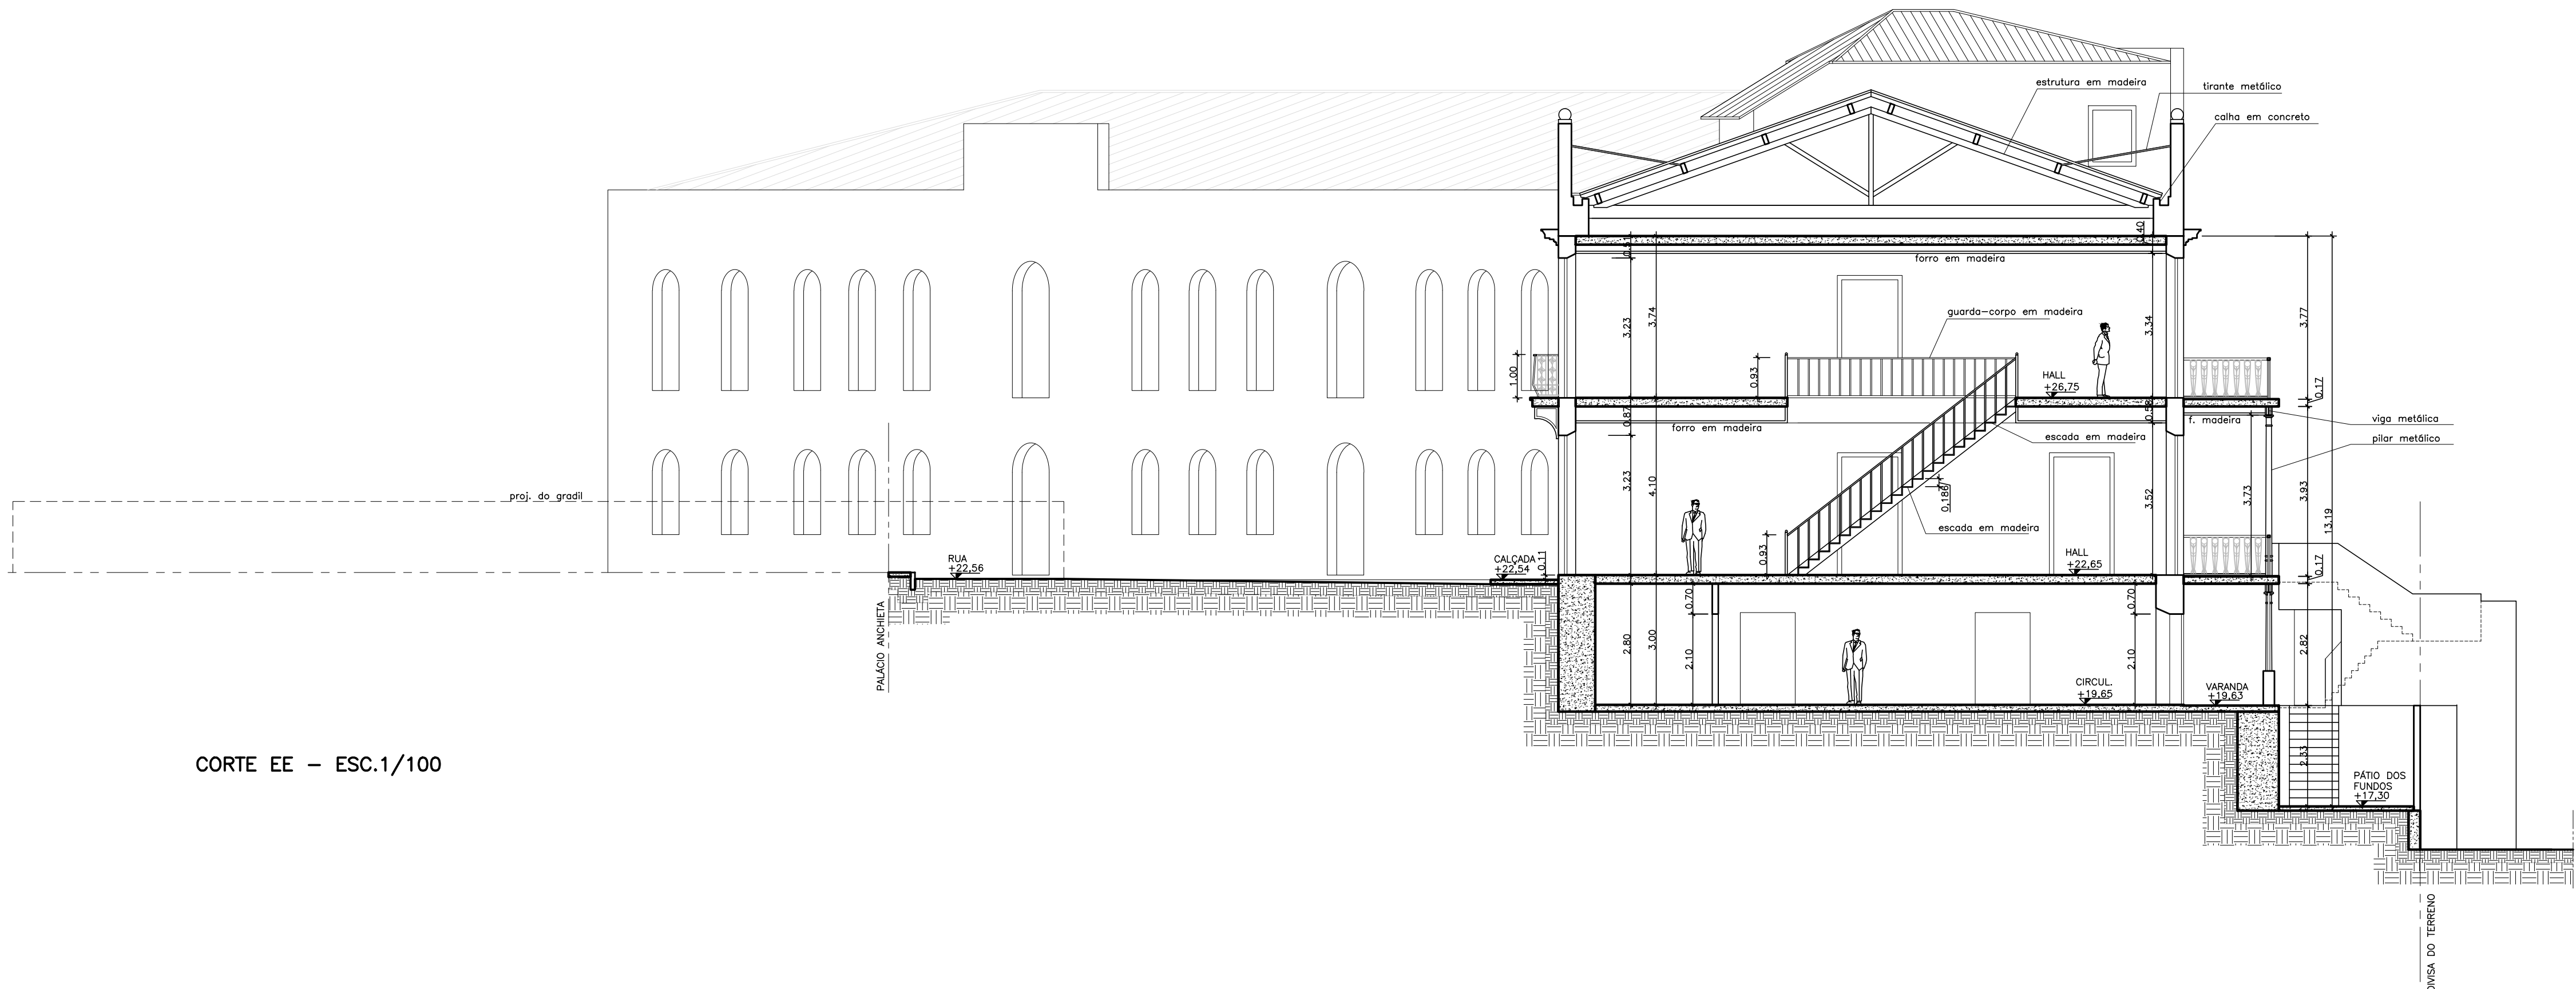 estrutura em madeira
tirante metálico
calha em concreto
0.51
0.40
forro em madeira
guarda-corpo em madeira
3.23
3.74
3.34
3.77
1.00
0.93
HALL
+26,75
0.17
0.87
0.58
forro em madeira
f. madeira
viga metálica
escada em madeira
pilar metálico
3.23
4.10
0.186
3.52
3.73
3.93
13.19
proj. do gradil
escada em madeira
RUA
+22,56
CALÇADA
+22,54
0.11
0.93
HALL
+22,65
0.17
PALÁCIO ANCHIETA
0.70
0.70
2.80
3.00
2.10
2.10
2.82
CIRCUL.
+19,65
VARANDA
+19,63
CORTE EE - ESC.1/100
2.33
PÁTIO DOS
FUNDOS
+17,30
DIVISA DO TERRENO